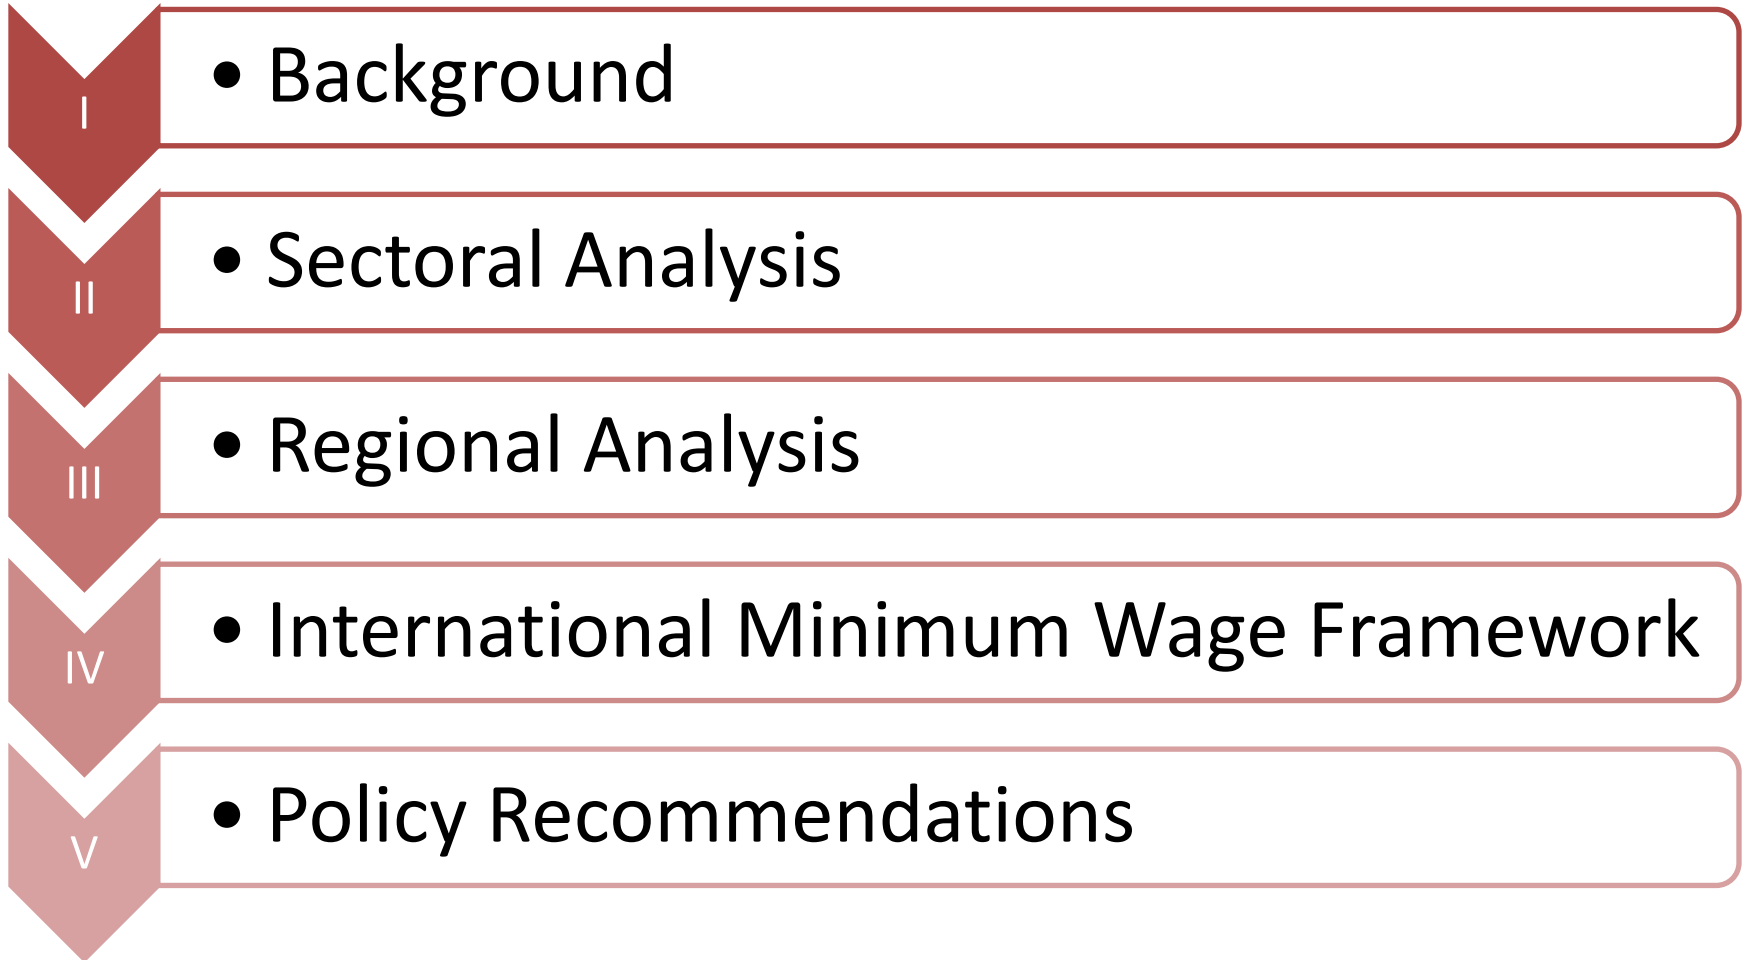 I
• Background
II
• Sectoral Analysis
III
• Regional Analysis
IV
• International Minimum Wage Framework
V
• Policy Recommendations